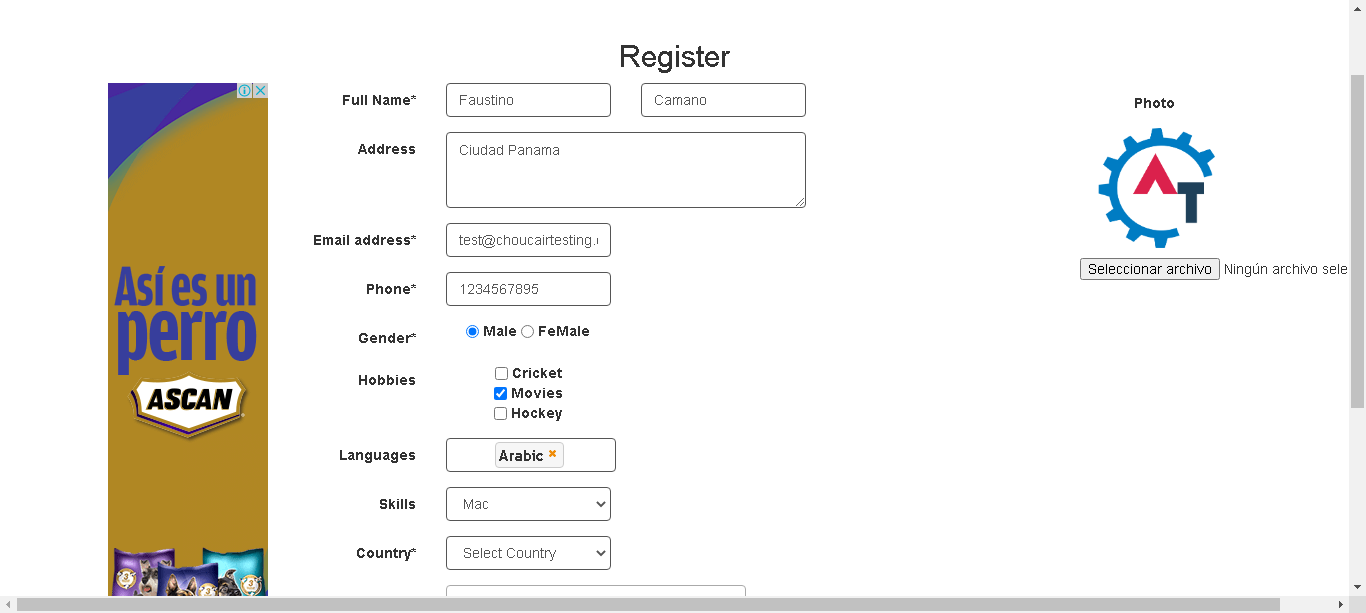 Register
Full Name*
Faustino
Camano
Photo
Address
Ciudad Panama
Email address*
test@choucairtesting.
Seleccionar archivo Ningún archivo sele
Phone*
1234567895
Gender*
Male FeMale
Hobbies
Cricket
Movies
Hockey
Languages
Arabic
Skills
Mac
Country*
Select Country
Así es un
perro
ASCAN
AT